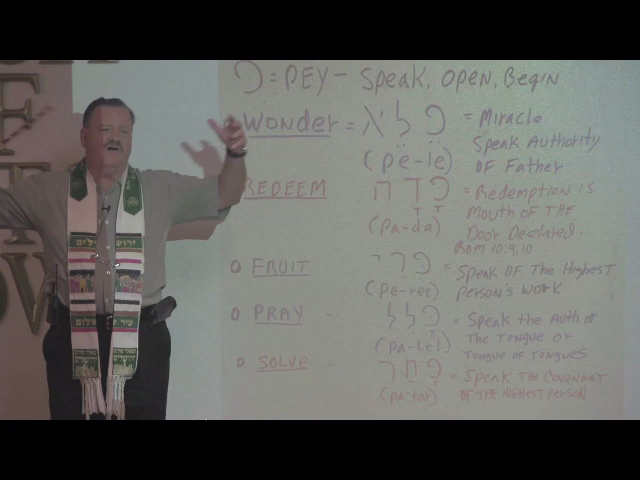 פ = PEY - SPEAK, OPEN, BEGIN
WONDER = פלא = MIRACLE
(pe-le) SPEAK AUTHORITY
OF FATHER
REDEEM פדה = REDEMPTION IS
(pa-da) MOUTH OF THE
DOOR DECLARED.
ROM 10:9,10
FRUIT פרי = SPEAK OF THE HIGHEST
(pe-ree) PERSON'S WORK
PRAY - פלל = SPEAK THE AUTH OF
(pa-lel) THE TONGUE OR
TONGUE OF TONGUES
SOLVE - = SPEAK THE COVENANT
(pa-tar) OF THE HIGHEST PERSON
ירושלים
עיר שלום